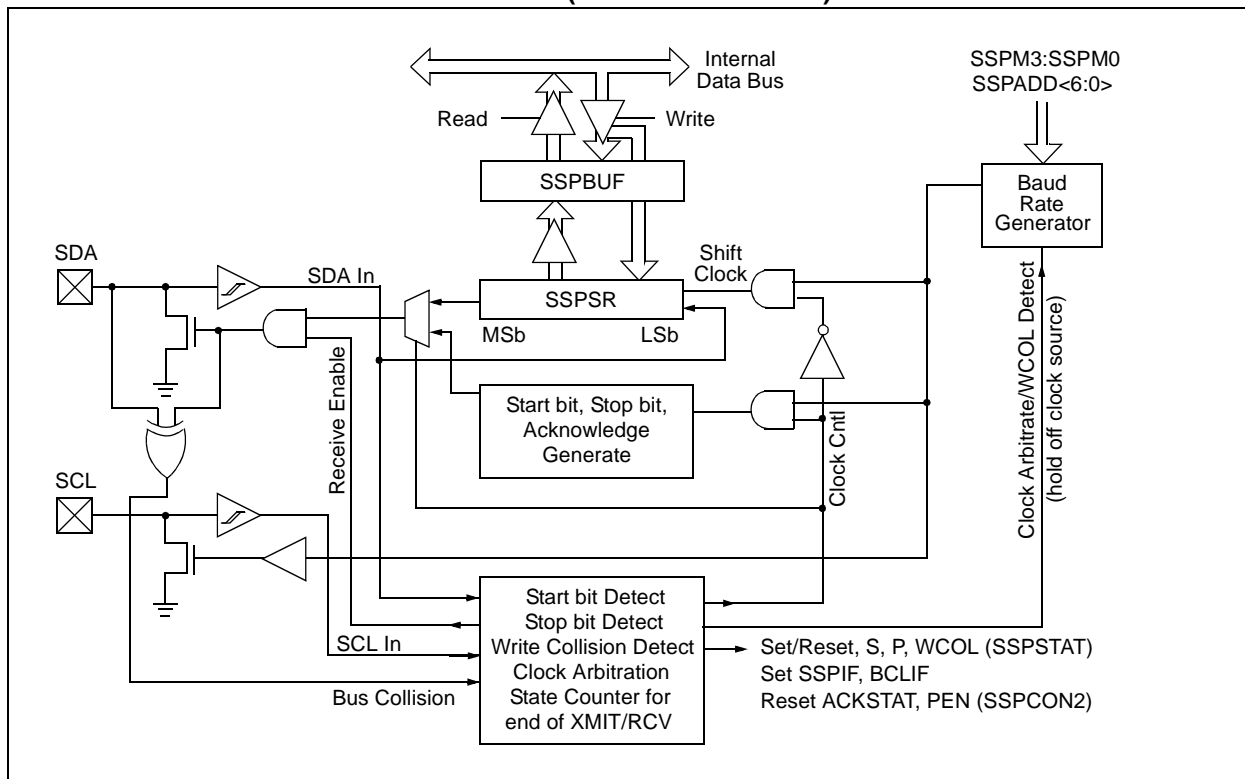 Internal
Data Bus
SSPM3:SSPM0
SSPADD<6:0>
Read
Write
SSPBUF
Baud
Rate
Generator
SDA
SDA In
Shift
Clock
SSPSR
MSb
LSb
Start bit, Stop bit,
Acknowledge
Generate
Receive Enable
Clock Cntl
Clock Arbitrate/WCOL Detect
(hold off clock source)
SCL
SCL In
Bus Collision
Start bit Detect
Stop bit Detect
Write Collision Detect
Clock Arbitration
State Counter for
end of XMIT/RCV
Set/Reset, S, P, WCOL (SSPSTAT)
Set SSPIF, BCLIF
Reset ACKSTAT, PEN (SSPCON2)